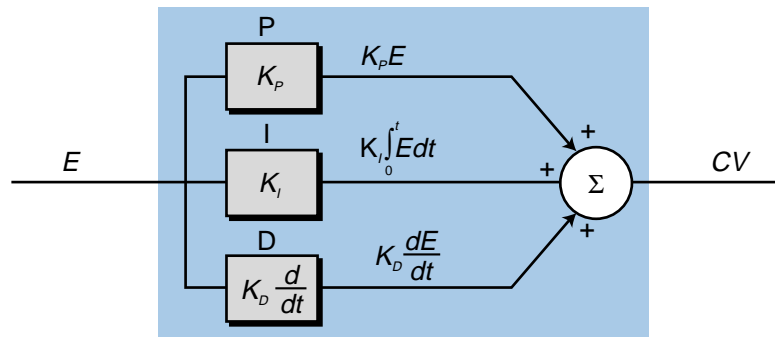 P
K_P
K_P E
+
I
K_I
K_I ∫_0^t E dt
+
E
Σ
CV
D
K_D d/dt
K_D dE/dt
+